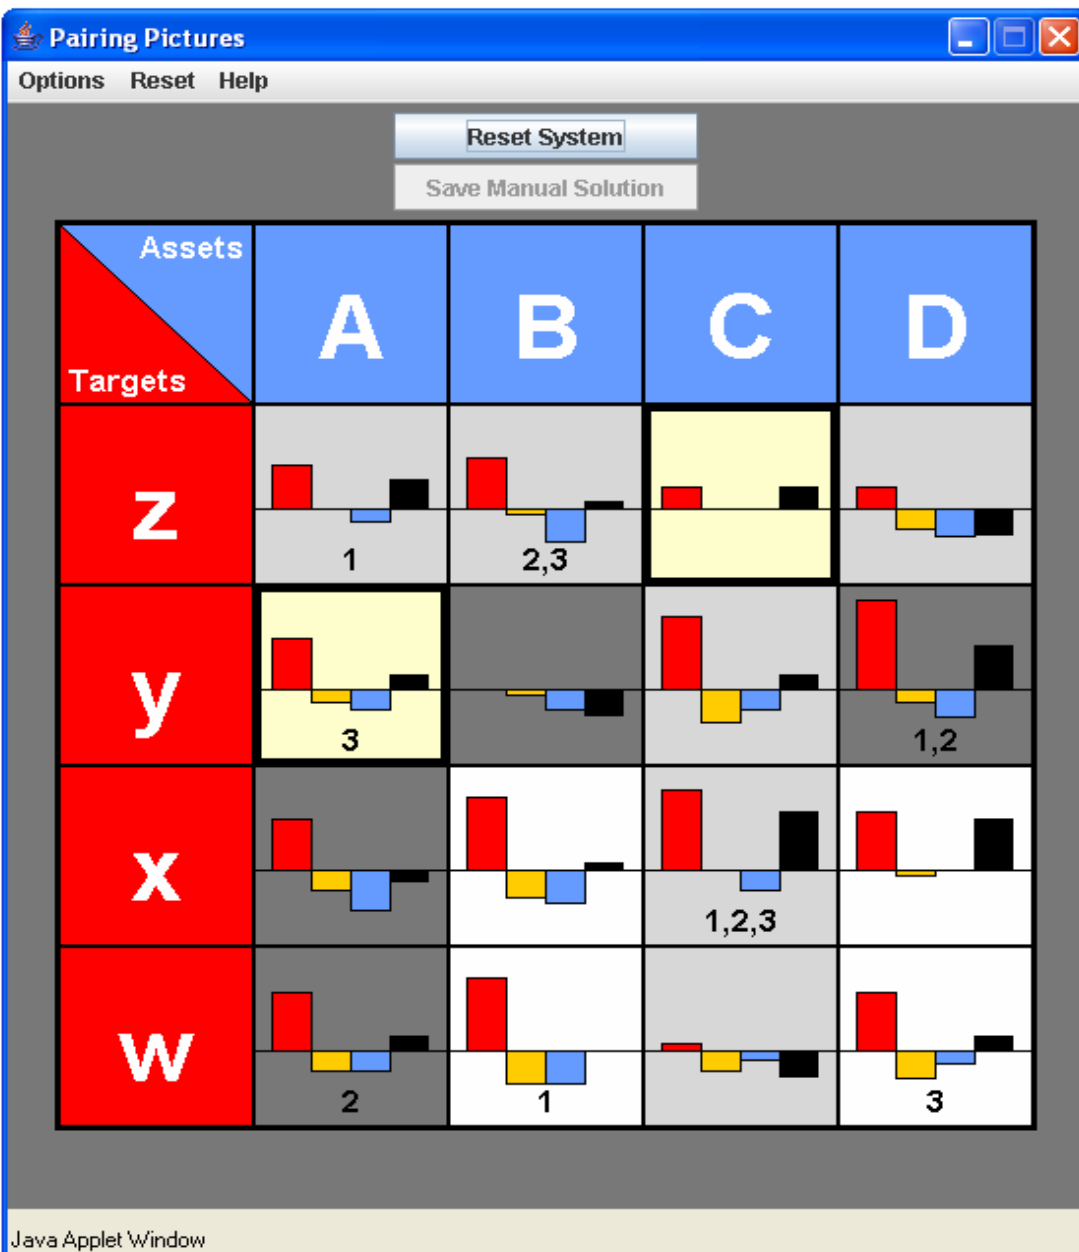 Pairing Pictures
Options Reset Help
Reset System
Save Manual Solution
Assets
Targets
A B C D
z
1 2,3
y
3 1,2
x
1,2,3
w
2 1 3
Java Applet Window